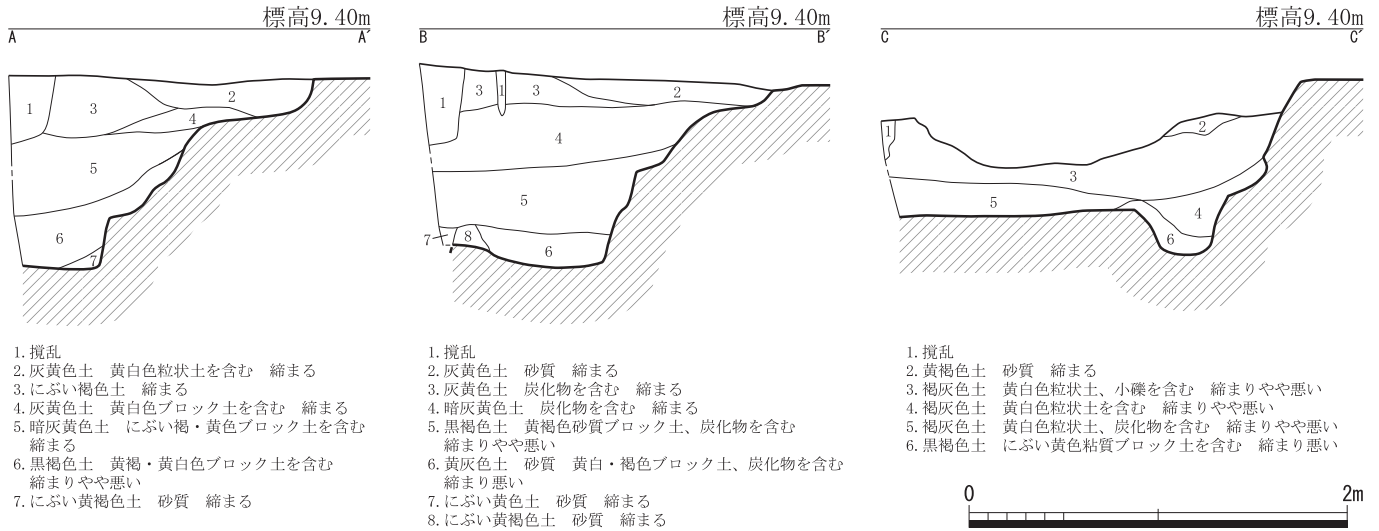 標高9.40m
A A′
1 3 2 4 5 6 7
1. 撹乱
2. 灰黄色土 黄白色粒状土を含む 締まる
3. にぶい褐色土 締まる
4. 灰黄色土 黄白色ブロック土を含む 締まる
5. 暗灰黄色土 にぶい褐・黄色ブロック土を含む
締まる
6. 黒褐色土 黄褐・黄白色ブロック土を含む
締まりやや悪い
7. にぶい黄褐色土 砂質 締まる
標高9.40m
B B′
1 3 1 3 2 4 5 7 8 6
1. 撹乱
2. 灰黄色土 砂質 締まる
3. 灰黄色土 炭化物を含む 締まる
4. 暗灰黄色土 炭化物を含む 締まる
5. 黒褐色土 黄褐色砂質ブロック土、炭化物を含む
締まりやや悪い
6. 黄灰色土 砂質 黄白・褐色ブロック土、炭化物を含む
締まり悪い
7. にぶい黄色土 砂質 締まる
8. にぶい黄褐色土 砂質 締まる
標高9.40m
C C′
1 2 3 5 4 6
1. 撹乱
2. 黄褐色土 砂質 締まる
3. 褐灰色土 黄白色粒状土、小礫を含む 締まりやや悪い
4. 褐灰色土 黄白色粒状土を含む 締まりやや悪い
5. 褐灰色土 黄白色粒状土、炭化物を含む 締まりやや悪い
6. 黒褐色土 にぶい黄色粘質ブロック土を含む 締まり悪い
0 2m